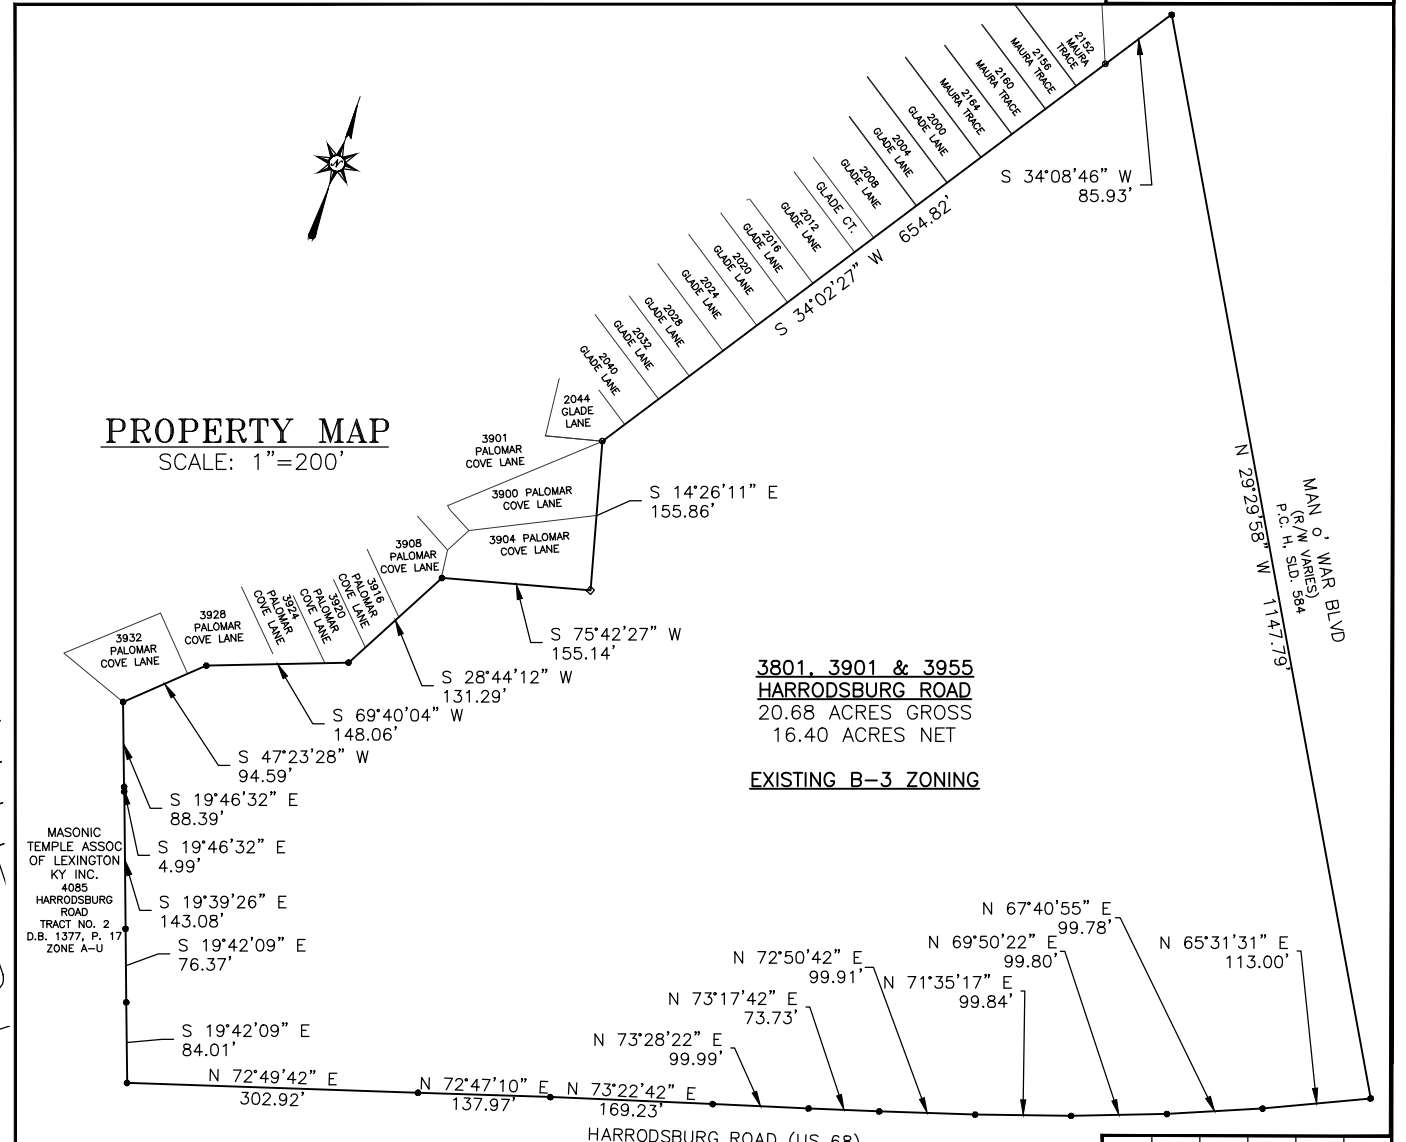 2152
MAURA
TRACE
2156
MAURA TRACE
2160
MAURA TRACE
2164
MAURA TRACE
2000
GLADE LANE
2004
GLADE LANE
2008
GLADE LANE
GLADE CT.
2012
GLADE LANE
2016
GLADE LANE
2020
GLADE LANE
2024
GLADE LANE
2028
GLADE LANE
2032
GLADE LANE
2040
GLADE LANE
2044
GLADE
LANE
N
S 34°08'46" W
85.93'
S 34°02'27" W 654.82'
PROPERTY MAP
SCALE: 1"=200'
3901
PALOMAR
COVE LANE
3900 PALOMAR
COVE LANE
3904 PALOMAR
COVE LANE
S 14°26'11" E
155.86'
N 29°29'58" W 1147.79'
MAN o' WAR BLVD
(R/W VARIES)
P.C. H, SLD. 584
3908
PALOMAR
COVE LANE
3916
PALOMAR
COVE LANE
3920
PALOMAR
COVE LANE
3924
PALOMAR
COVE LANE
3928
PALOMAR
COVE LANE
3932
PALOMAR
COVE LANE
S 75°42'27" W
155.14'
S 28°44'12" W
131.29'
S 69°40'04" W
148.06'
S 47°23'28" W
94.59'
3801, 3901 & 3955
HARRODSBURG ROAD
20.68 ACRES GROSS
16.40 ACRES NET
EXISTING B-3 ZONING
S 19°46'32" E
88.39'
S 19°46'32" E
4.99'
S 19°39'26" E
143.08'
S 19°42'09" E
76.37'
S 19°42'09" E
84.01'
MASONIC
TEMPLE ASSOC
OF LEXINGTON
KY INC.
4085
HARRODSBURG
ROAD
TRACT NO. 2
D.B. 1377, P. 17
ZONE A-U
N 72°49'42" E
302.92'
N 72°47'10" E
137.97'
N 73°22'42" E
169.23'
N 73°28'22" E
99.99'
N 73°17'42" E
73.73'
N 72°50'42" E
99.91'
N 71°35'17" E
99.84'
N 69°50'22" E
99.80'
N 67°40'55" E
99.78'
N 65°31'31" E
113.00'
HARRODSBURG ROAD (US 68)